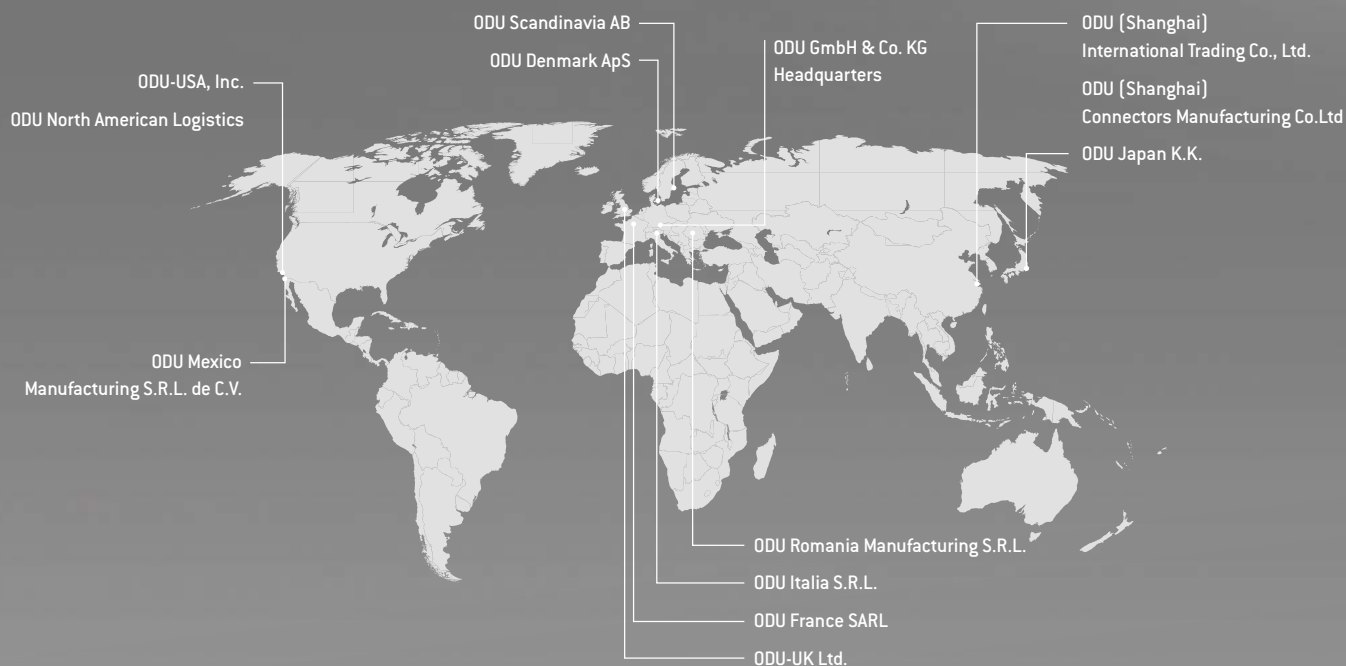 ODU Scandinavia AB
ODU Denmark ApS
ODU GmbH & Co. KG
Headquarters
ODU (Shanghai)
International Trading Co., Ltd.
ODU (Shanghai)
Connectors Manufacturing Co.Ltd
ODU Japan K.K.
ODU-USA, Inc.
ODU North American Logistics
ODU Mexico
Manufacturing S.R.L. de C.V.
ODU Romania Manufacturing S.R.L.
ODU Italia S.R.L.
ODU France SARL
ODU-UK Ltd.